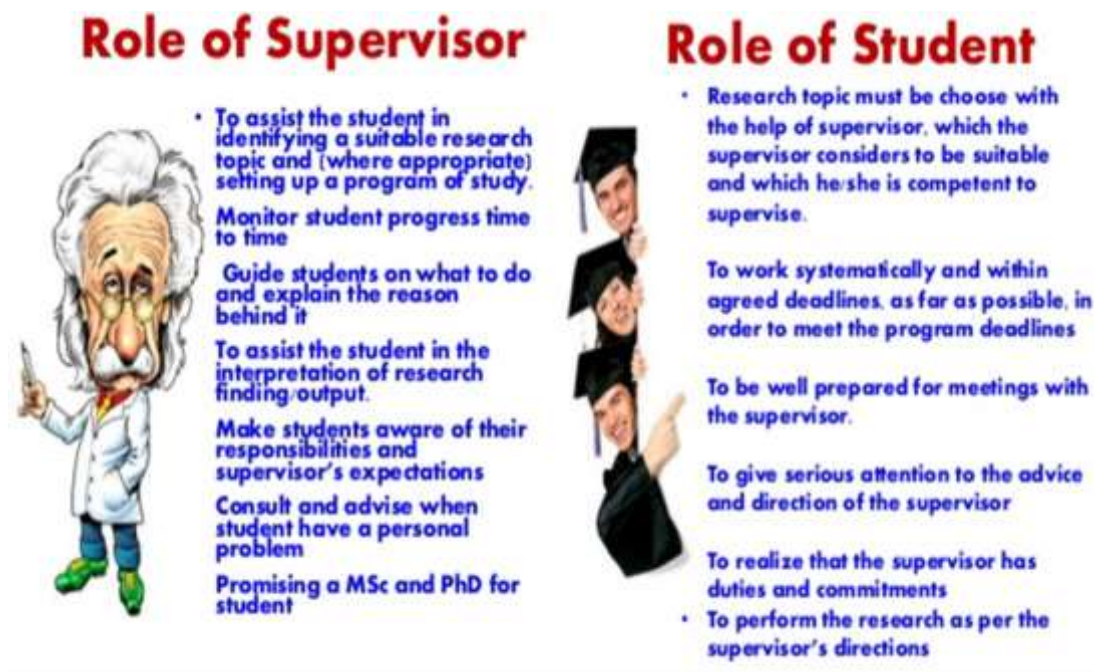 Role of Supervisor
• To assist the student in
identifying a suitable research
topic and (where appropriate)
setting up a program of study.
Monitor student progress time
to time
Guide students on what to do
and explain the reason
behind it
To assist the student in the
interpretation of research
finding/output.
Make students aware of their
responsibilities and
supervisor's expectations
Consult and advise when
student have a personal
problem
Promising a MSc and PhD for
student
Role of Student
• Research topic must be choose with
the help of supervisor, which the
supervisor considers to be suitable
and which he/she is competent to
supervise.
To work systematically and within
agreed deadlines, as far as possible, in
order to meet the program deadlines
To be well prepared for meetings with
the supervisor.
To give serious attention to the advice
and direction of the supervisor
To realize that the supervisor has
duties and commitments
• To perform the research as per the
supervisor's directions